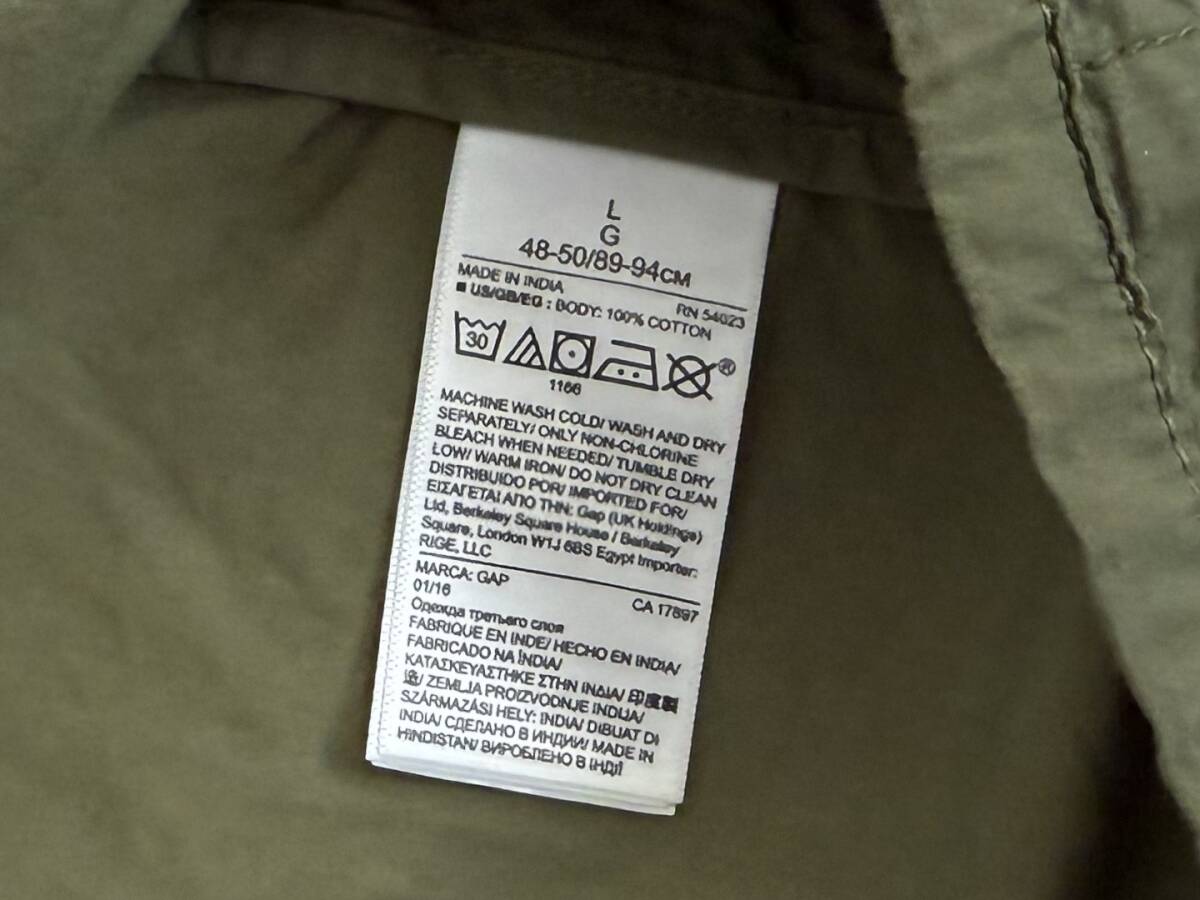 L
G
48-50/89-94CM
MADE IN INDIA RN 54023
■ US/GB/EG : BODY: 100% COTTON
30
®
1166
MACHINE WASH COLD/ WASH AND DRY
SEPARATELY/ ONLY NON-CHLORINE
BLEACH WHEN NEEDED/ TUMBLE DRY
LOW/ WARM IRON/ DO NOT DRY CLEAN
DISTRIBUIDO POR/ IMPORTED FOR/
ΕΙΣΑΓΕΤΑΙ ΑΠΟ ΤΗΝ: Gap (UK Holdings)
Ltd, Berkeley Square House / Berkeley
Square, London W1J 6BS Egypt Importer:
RIGE, LLC
MARCA: GAP
01/16 CA 17897
Одежда третьего слоя
FABRIQUE EN INDE/ HECHO EN INDIA/
FABRICADO NA ÍNDIA/
ΚΑΤΑΣΚΕΥΑΣΤΗΚΕ ΣΤΗΝ ΙΝΔΙΑ/ 印度製
造/ ZEMLJA PROIZVODNJE INDIJA/
SZÁRMAZÁSI HELY: INDIA/ DIBUAT DI
INDIA/ СДЕЛАНО В ИНДИИ/ MADE IN
HINDISTAN/ ВИРОБЛЕНО В ІНДІЇ